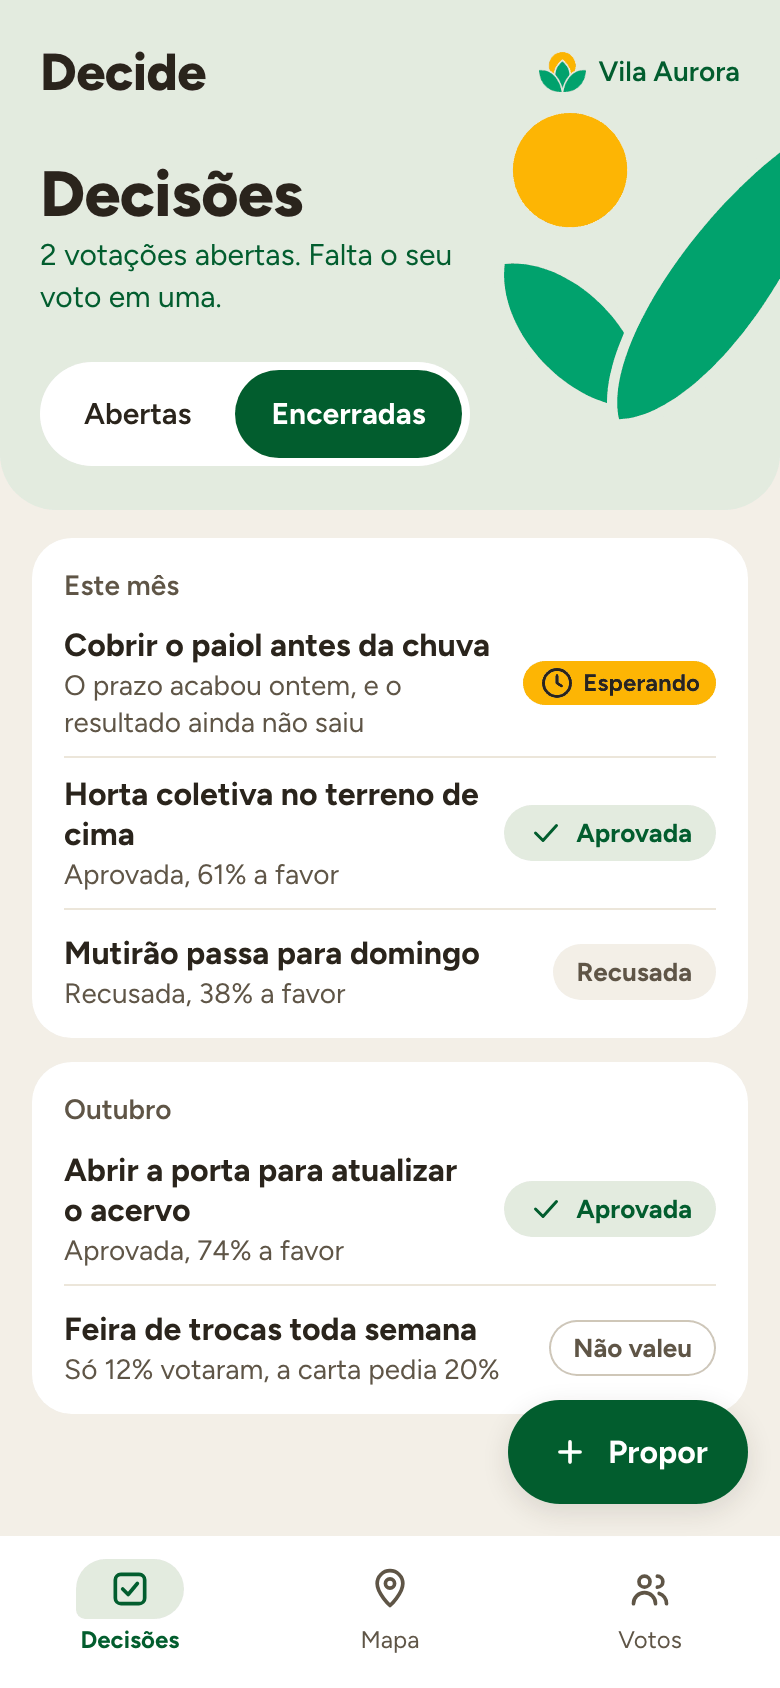 Decide
Vila Aurora
Decisões
2 votações abertas. Falta o seu
voto em uma.
Abertas
Encerradas
Este mês
Cobrir o paiol antes da chuva
O prazo acabou ontem, e o
resultado ainda não saiu
Esperando
Horta coletiva no terreno de
cima
Aprovada, 61% a favor
Aprovada
Mutirão passa para domingo
Recusada, 38% a favor
Recusada
Outubro
Abrir a porta para atualizar
o acervo
Aprovada, 74% a favor
Aprovada
Feira de trocas toda semana
Só 12% votaram, a carta pedia 20%
Não valeu
Propor
Decisões
Mapa
Votos